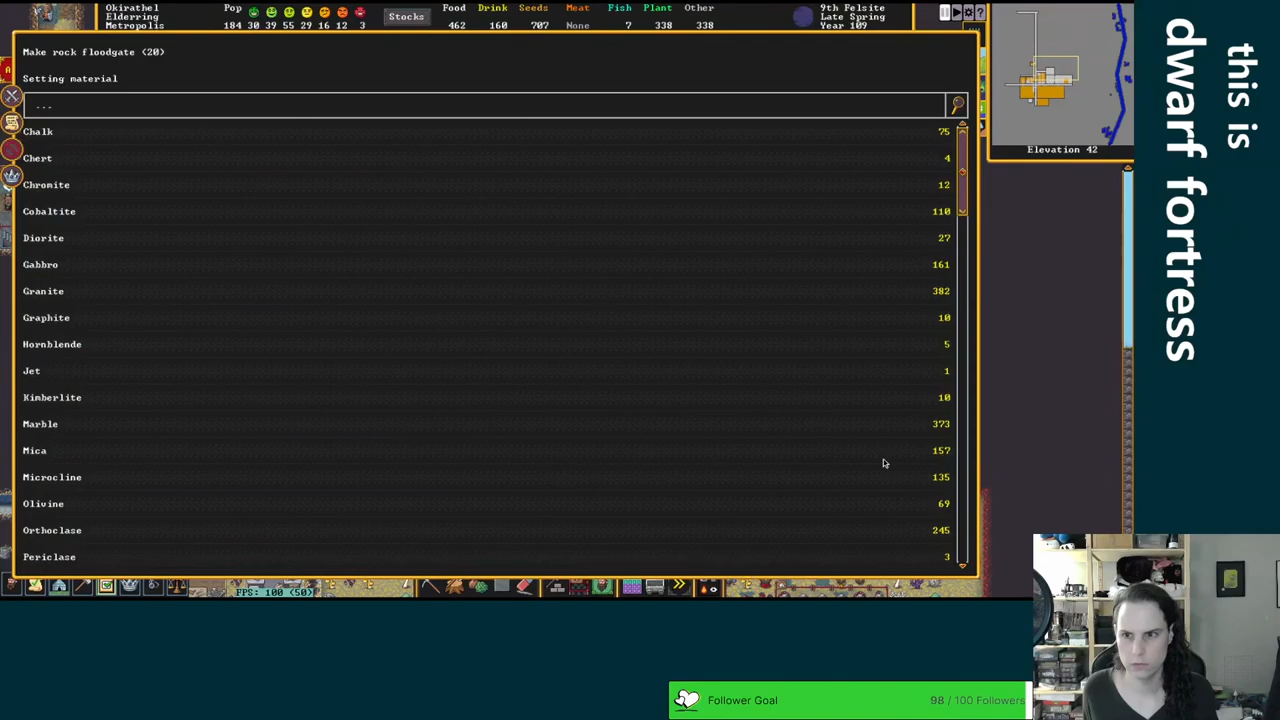 Okirathel
Elderring
Metropolis
Pop
184 30 39 55 29 16 12 3
Stocks
Food Drink Seeds Meat Fish Plant Other
462 160 707 None 7 338 338
9th Felsite
Late Spring
Year 109
Make rock floodgate (20)
Setting material
...
Chalk 75
Chert 4
Chromite 12
Cobaltite 110
Diorite 27
Gabbro 161
Granite 382
Graphite 10
Hornblende 5
Jet 1
Kimberlite 10
Marble 373
Mica 157
Microcline 135
Olivine 69
Orthoclase 245
Periclase 3
Elevation 42
this is
dwarf fortress
FPS: 100 (50)
Follower Goal 98 / 100 Followers